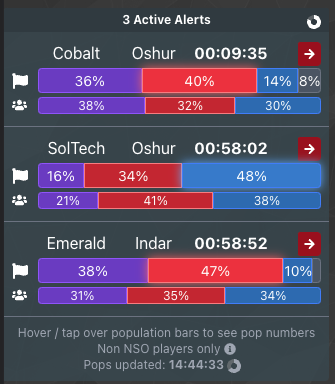 3 Active Alerts
Cobalt Oshur 00:09:35
36% 40% 14% 8%
38% 32% 30%
SolTech Oshur 00:58:02
16% 34% 48%
21% 41% 38%
Emerald Indar 00:58:52
38% 47% 10%
31% 35% 34%
Hover / tap over population bars to see pop numbers
Non NSO players only
Pops updated: 14:44:33